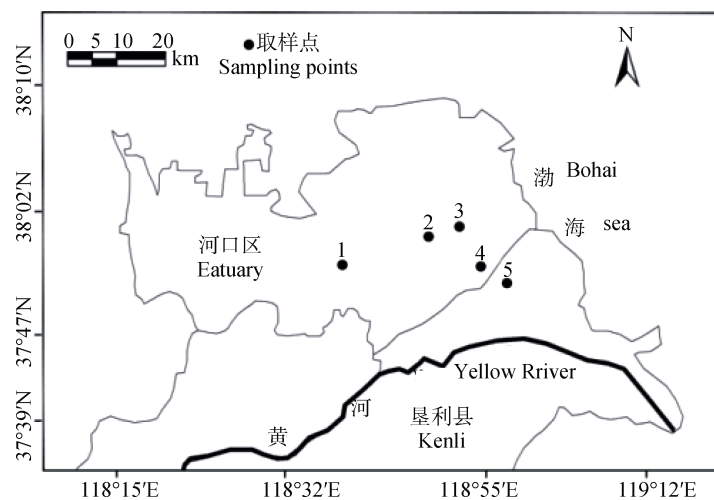 0 5 10 20
km
取样点
Sampling points
N
38°10′N
38°02′N
37°47′N
37°39′N
渤 Bohai
海 sea
河口区
Eatuary
1
2
3
4
5
Yellow Rriver
黄
河
垦利县
Kenli
118°15′E 118°32′E 118°55′E 119°12′E